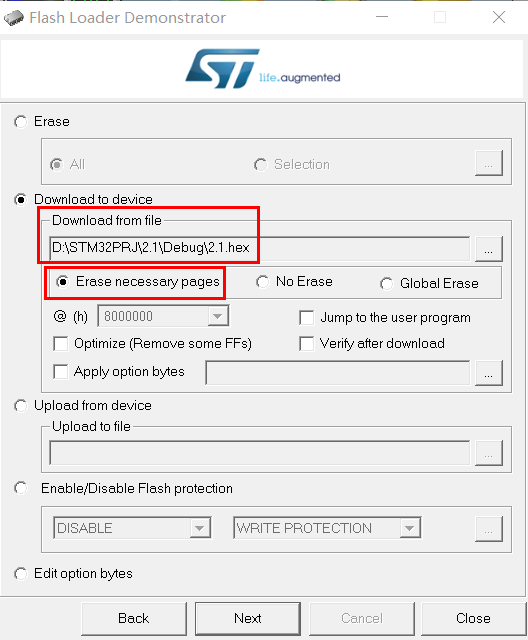 Flash Loader Demonstrator
ST life.augmented
Erase
All Selection ...
Download to device
Download from file
D:\STM32PRJ\2.1\Debug\2.1.hex ...
Erase necessary pages No Erase Global Erase
@ (h) 8000000 Jump to the user program
Optimize (Remove some FFs) Verify after download
Apply option bytes ...
Upload from device
Upload to file
...
Enable/Disable Flash protection
DISABLE WRITE PROTECTION ...
Edit option bytes
Back Next Cancel Close